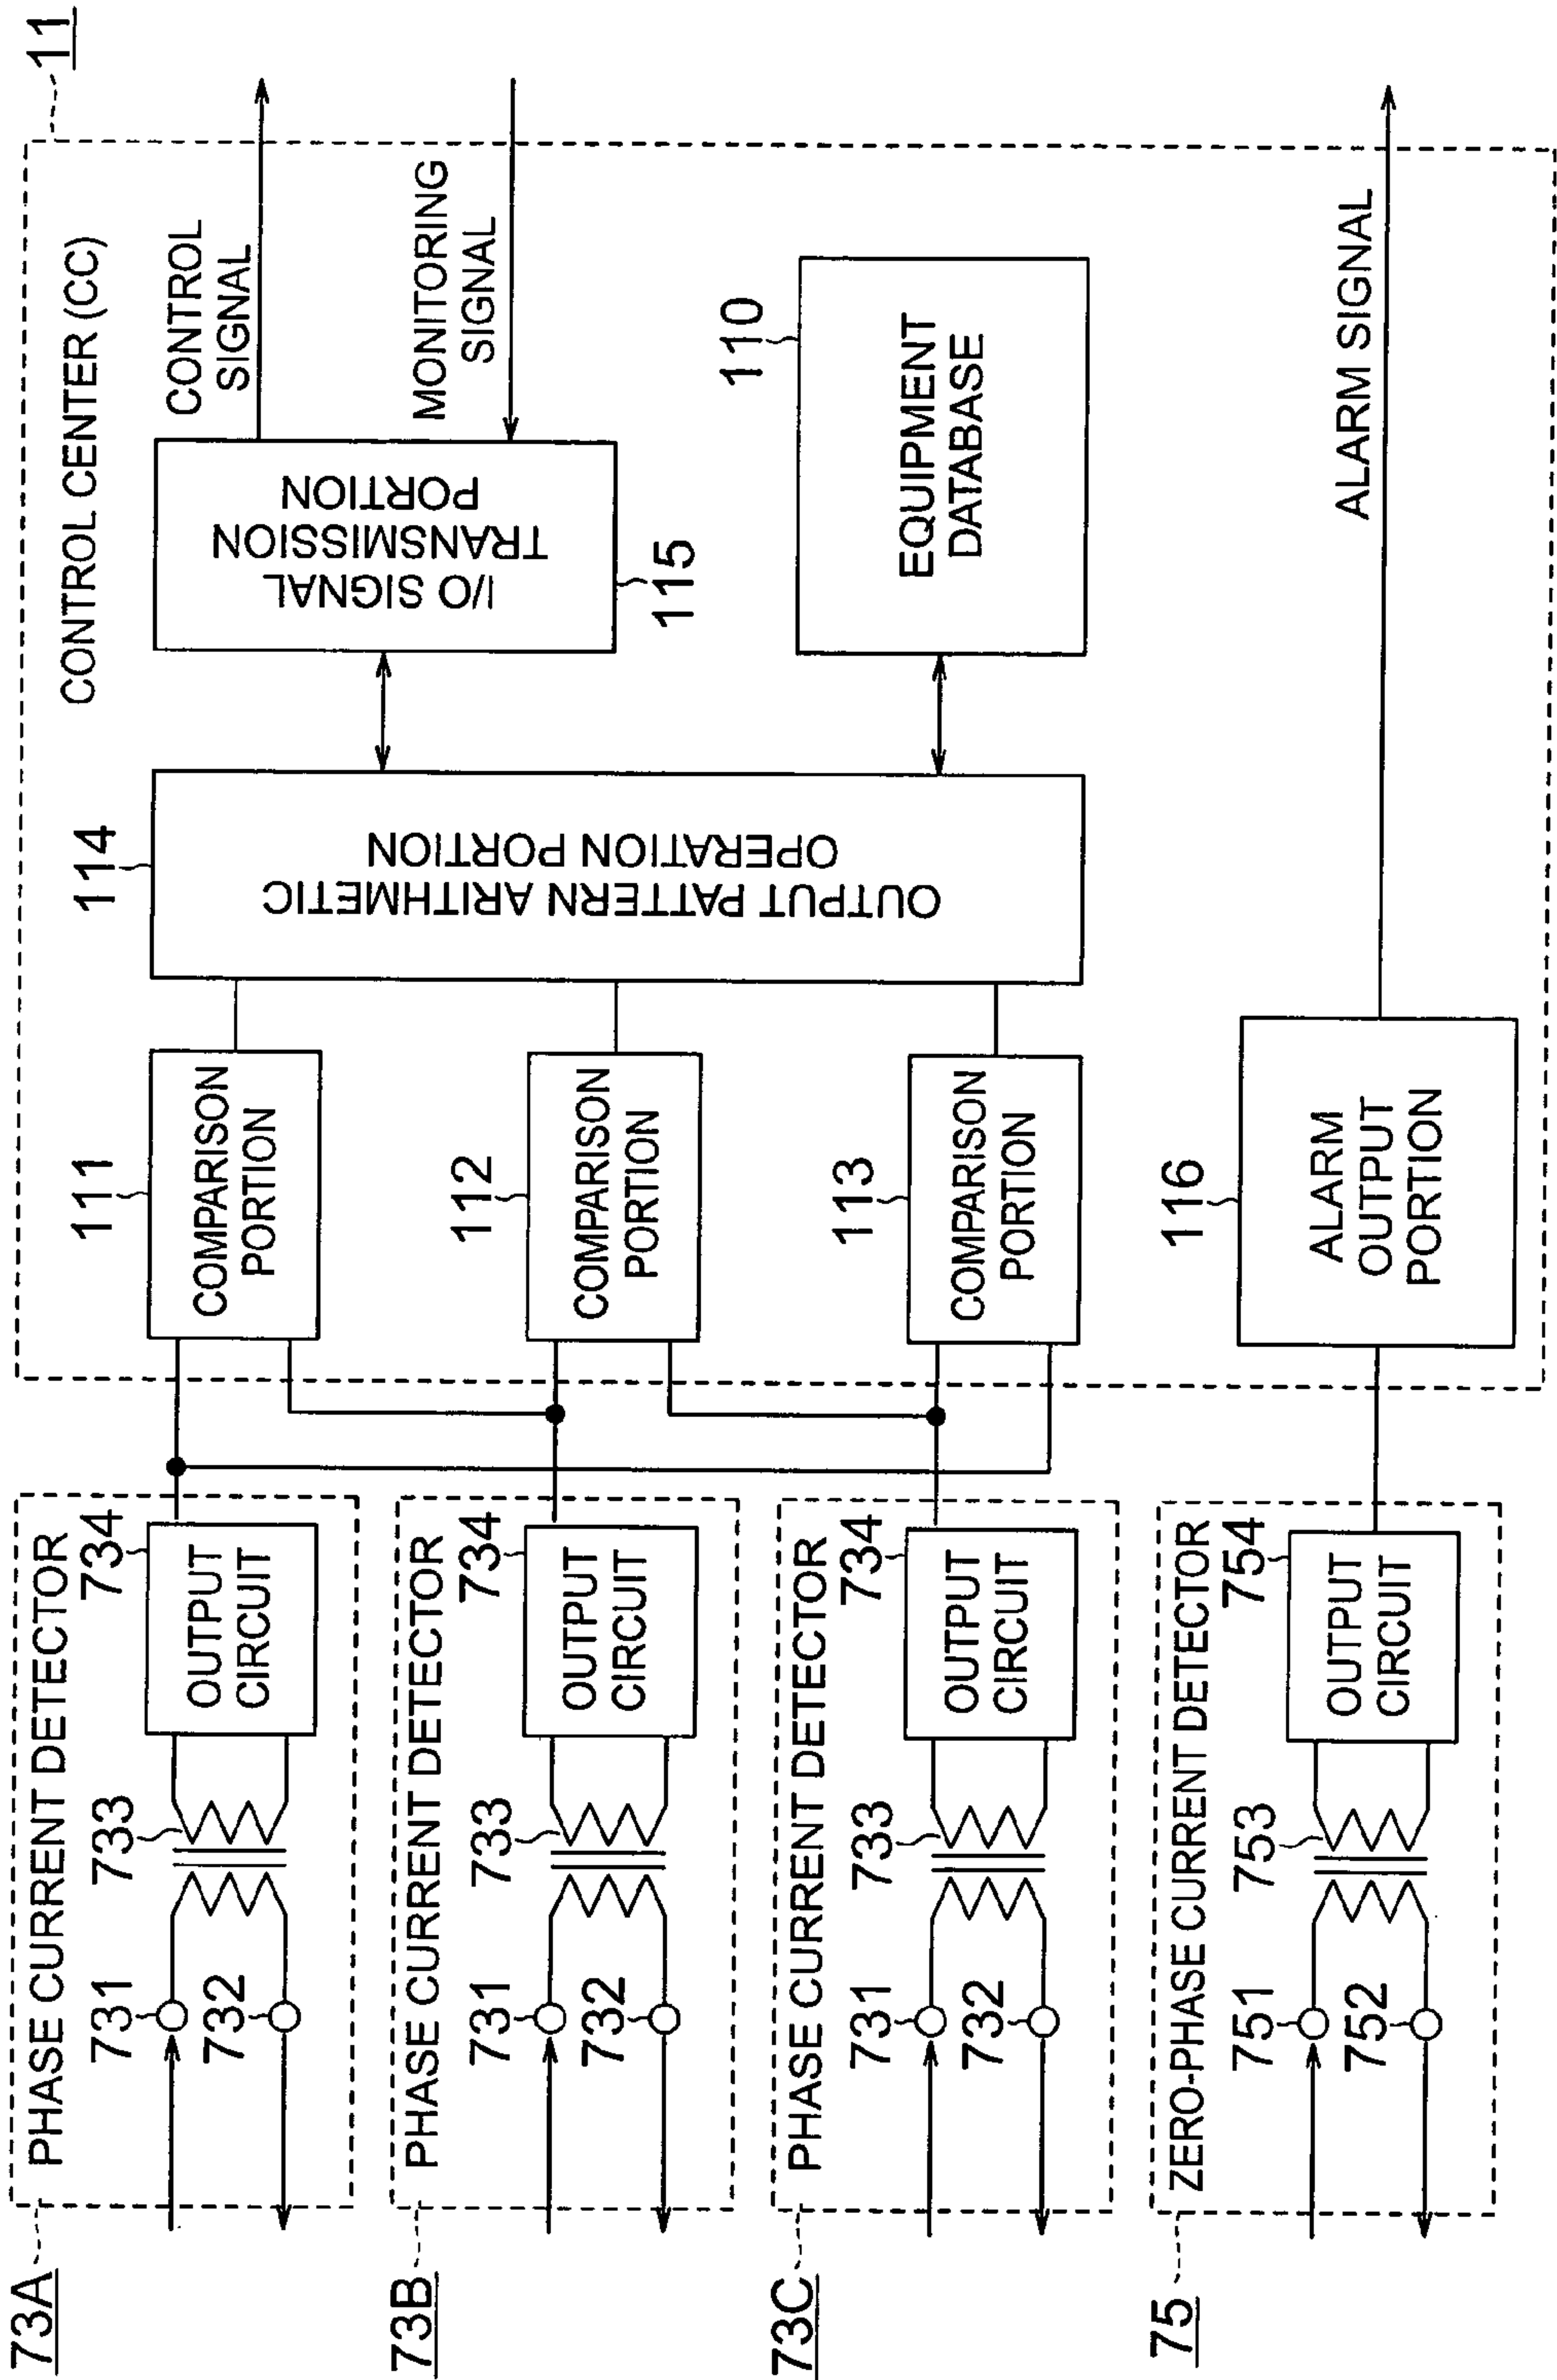 73A
PHASE CURRENT DETECTOR
731
732
733
734
OUTPUT
CIRCUIT
73B
PHASE CURRENT DETECTOR
731
732
733
734
OUTPUT
CIRCUIT
73C
PHASE CURRENT DETECTOR
731
732
733
734
OUTPUT
CIRCUIT
75
ZERO-PHASE CURRENT DETECTOR
751
752
753
754
OUTPUT
CIRCUIT
11
CONTROL CENTER (CC)
111
COMPARISON
PORTION
112
COMPARISON
PORTION
113
COMPARISON
PORTION
114
OUTPUT PATTERN ARITHMETIC
OPERATION PORTION
115
I/O SIGNAL
TRANSMISSION
PORTION
CONTROL
SIGNAL
MONITORING
SIGNAL
110
EQUIPMENT
DATABASE
116
ALARM
OUTPUT
PORTION
ALARM SIGNAL